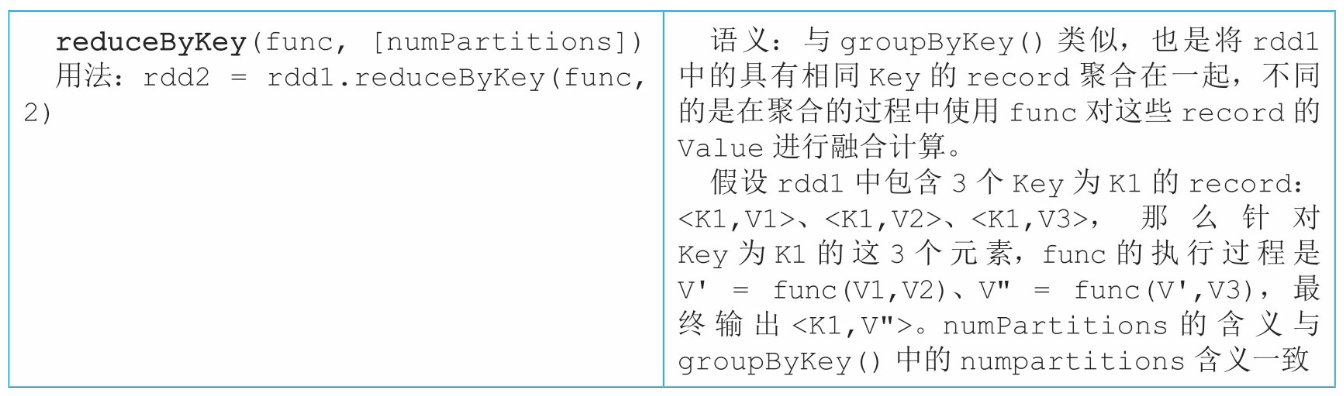 reduceByKey(func, [numPartitions])
用法：rdd2 = rdd1.reduceByKey(func,
2)
语义：与 groupByKey() 类似，也是将 rdd1
中的具有相同 Key 的 record 聚合在一起，不同
的是在聚合的过程中使用 func 对这些 record 的
Value 进行融合计算。
假设 rdd1 中包含 3 个 Key 为 K1 的 record：
<K1,V1>、<K1,V2>、<K1,V3>，那么针对
Key 为 K1 的这 3 个元素，func 的执行过程是
V' = func(V1,V2)、V" = func(V',V3)，最
终输出<K1,V">。numPartitions 的含义与
groupByKey() 中的 numpartitions 含义一致